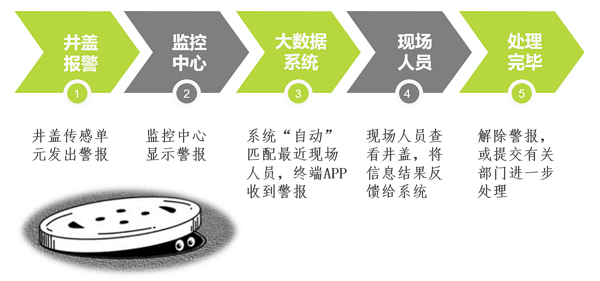 井盖
报警
1
监控
中心
2
大数据
系统
3
现场
人员
4
处理
完毕
5
井盖传感单
元发出警报
监控中心
显示警报
系统“自动”
匹配最近现场
人员，终端APP
收到警报
现场人员查
看井盖，将
信息结果反
馈给系统
解除警报，
或提交有关
部门进一步
处理